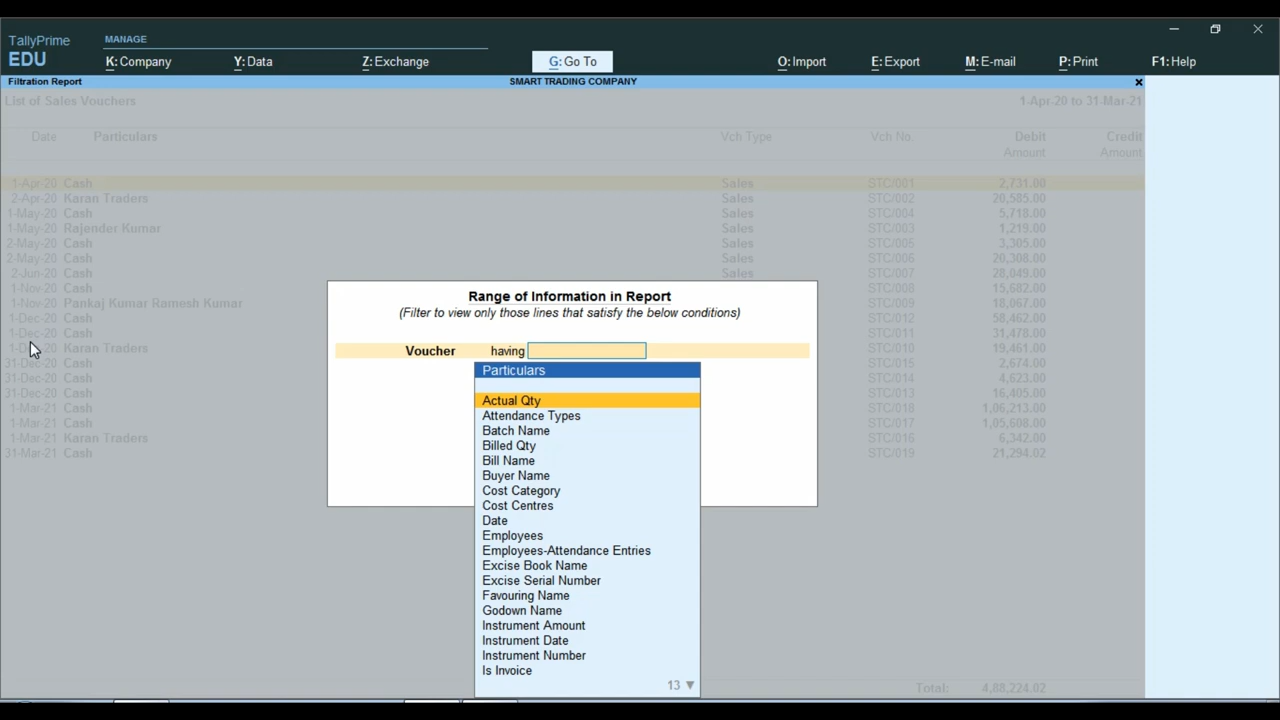 TallyPrime
EDU
MANAGE
K: Company Y: Data Z: Exchange G: Go To O: Import E: Export M: E-mail P: Print F1: Help
Filtration Report SMART TRADING COMPANY
List of Sales Vouchers 1-Apr-20 to 31-Mar-21
Date Particulars Vch Type Vch No. Debit Credit
Amount Amount
1-Apr-20 Cash Sales STC/001 2,731.00
2-Apr-20 Karan Traders Sales STC/002 20,585.00
1-May-20 Cash Sales STC/004 5,718.00
1-May-20 Rajender Kumar Sales STC/003 1,219.00
2-May-20 Cash Sales STC/005 3,305.00
2-May-20 Cash Sales STC/006 20,308.00
2-Jun-20 Cash Sales STC/007 28,049.00
1-Nov-20 Cash STC/008 15,682.00
1-Nov-20 Pankaj Kumar Ramesh Kumar STC/009 18,067.00
1-Dec-20 Cash STC/012 58,462.00
1-Dec-20 Cash STC/011 31,478.00
Karan Traders STC/010 19,461.00
31-Dec-20 Cash STC/015 2,674.00
31-Dec-20 Cash STC/014 4,623.00
31-Dec-20 Cash STC/013 16,405.00
1-Mar-21 Cash STC/018 1,06,213.00
1-Mar-21 Cash STC/017 1,05,608.00
1-Mar-21 Karan Traders STC/016 6,342.00
31-Mar-21 Cash STC/019 21,294.02
Total: 4,88,224.02
Range of Information in Report
(Filter to view only those lines that satisfy the below conditions)
Voucher having
Particulars
Actual Qty
Attendance Types
Batch Name
Billed Qty
Bill Name
Buyer Name
Cost Category
Cost Centres
Date
Employees
Employees-Attendance Entries
Excise Book Name
Excise Serial Number
Favouring Name
Godown Name
Instrument Amount
Instrument Date
Instrument Number
Is Invoice
13 ▼